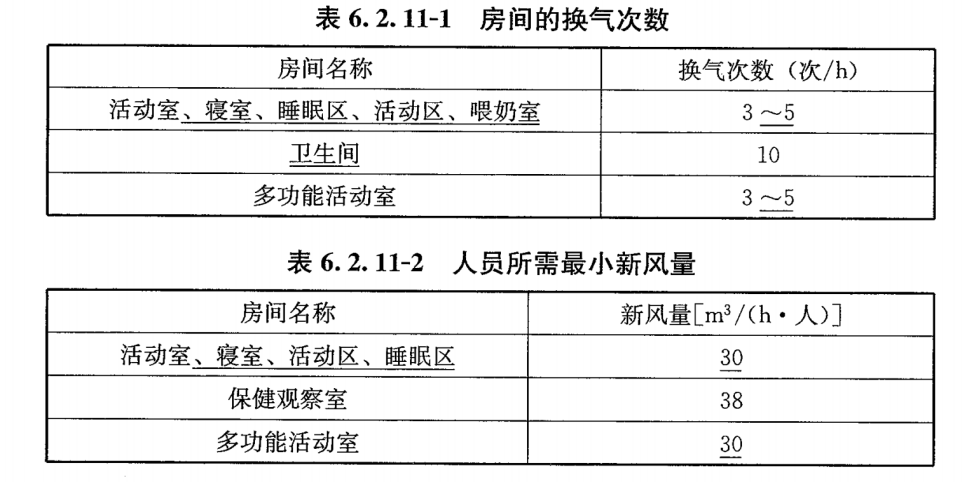 表 6.2.11-1 房间的换气次数
房间名称 换气次数（次/h）
活动室、寝室、睡眠区、活动区、喂奶室 3～5
卫生间 10
多功能活动室 3～5
表 6.2.11-2 人员所需最小新风量
房间名称 新风量[m³/(h·人)]
活动室、寝室、活动区、睡眠区 30
保健观察室 38
多功能活动室 30